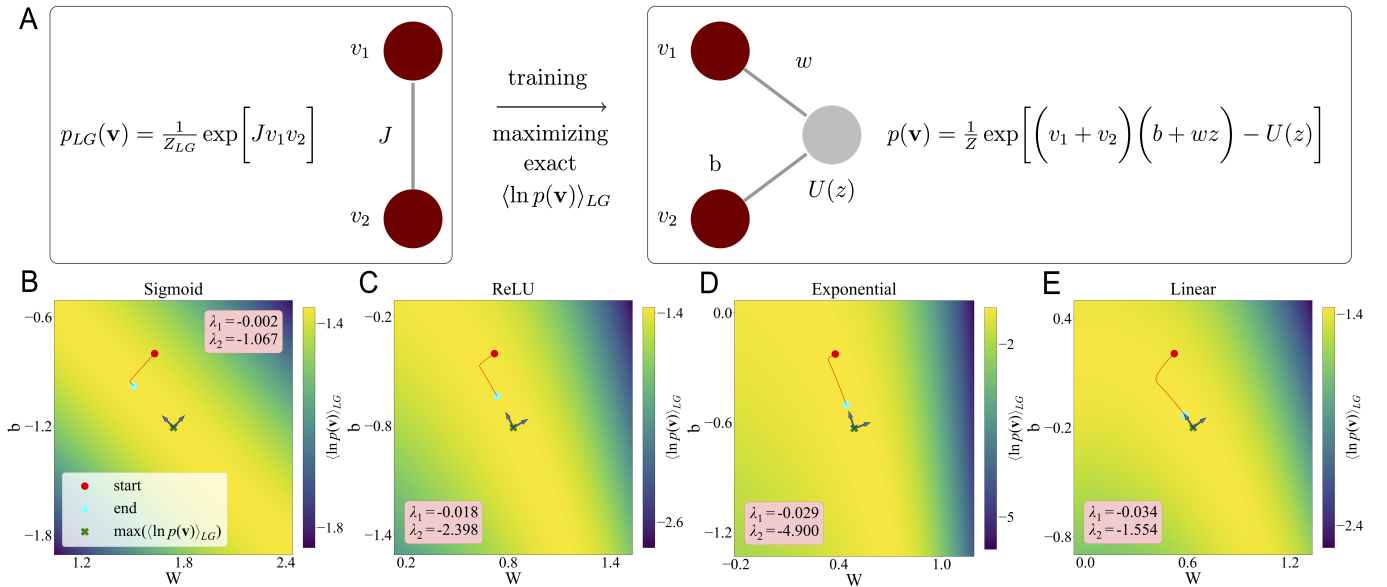 A
p_{LG}(v) = 1/Z_{LG} exp[Jv_1v_2]
v_1
J
v_2
training
maximizing
exact
⟨ln p(v)⟩_{LG}
v_1
w
b
U(z)
v_2
p(v) = 1/Z exp[(v_1 + v_2)(b + wz) − U(z)]
B
Sigmoid
λ_1 = -0.002
λ_2 = -1.067
start
end
max(⟨ln p(v)⟩_{LG})
b
−0.6
−1.2
−1.8
1.2
1.8
2.4
W
−1.4
−1.8
⟨ln p(v)⟩_{LG}
C
ReLU
λ_1 = -0.018
λ_2 = -2.398
b
−0.2
−0.8
−1.4
0.2
0.8
1.4
W
−1.4
−2.6
⟨ln p(v)⟩_{LG}
D
Exponential
λ_1 = -0.029
λ_2 = -4.900
b
0.0
−0.6
−1.2
−0.2
0.4
1.0
W
−2
−5
⟨ln p(v)⟩_{LG}
E
Linear
λ_1 = -0.034
λ_2 = -1.554
b
0.4
−0.2
−0.8
0.0
0.6
1.2
W
−1.4
−2.4
⟨ln p(v)⟩_{LG}